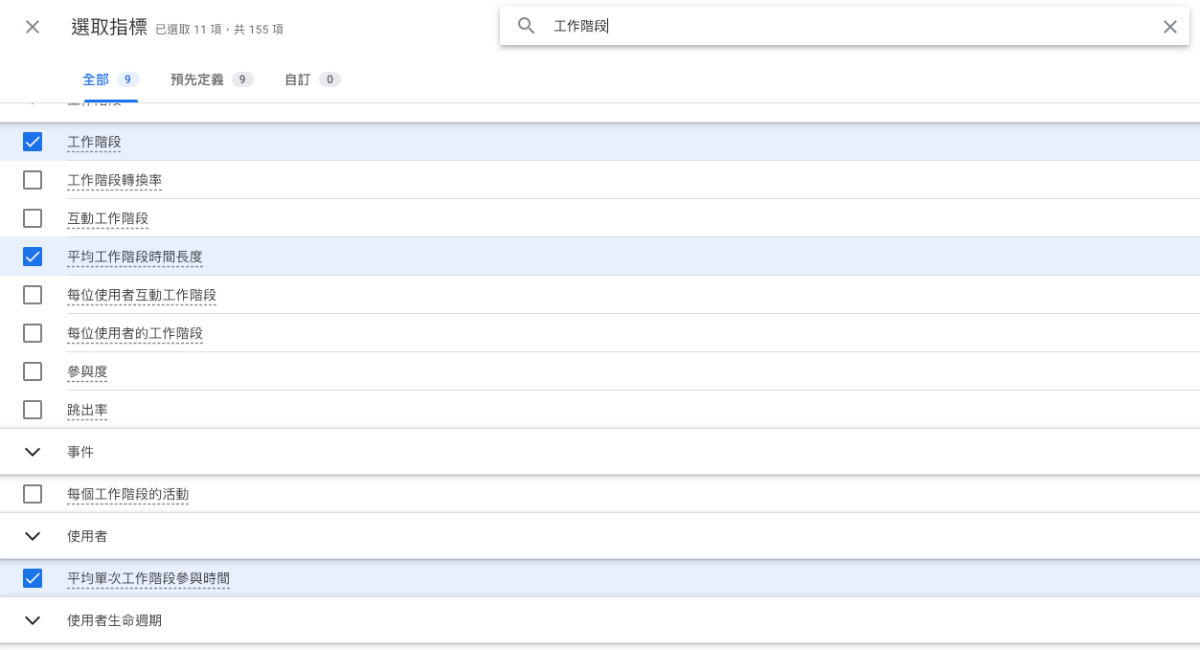 選取指標 已選取 11 項，共 155 項
工作階段
全部 9 預先定義 9 自訂 0
工作階段
工作階段
工作階段轉換率
互動工作階段
平均工作階段時間長度
每位使用者互動工作階段
每位使用者的工作階段
參與度
跳出率
事件
每個工作階段的活動
使用者
平均單次工作階段參與時間
使用者生命週期